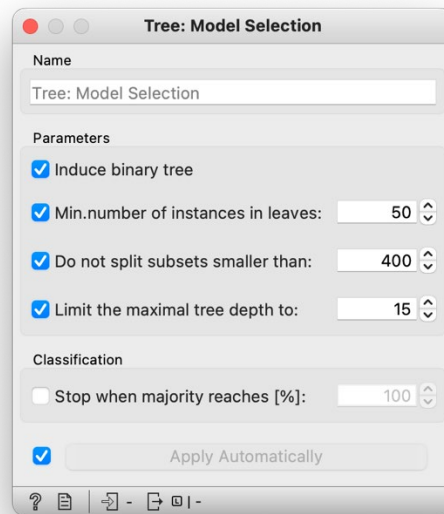 Tree: Model Selection
Name
Tree: Model Selection
Parameters
Induce binary tree
Min.number of instances in leaves: 50
Do not split subsets smaller than: 400
Limit the maximal tree depth to: 15
Classification
Stop when majority reaches [%]: 100
Apply Automatically
? - L | -